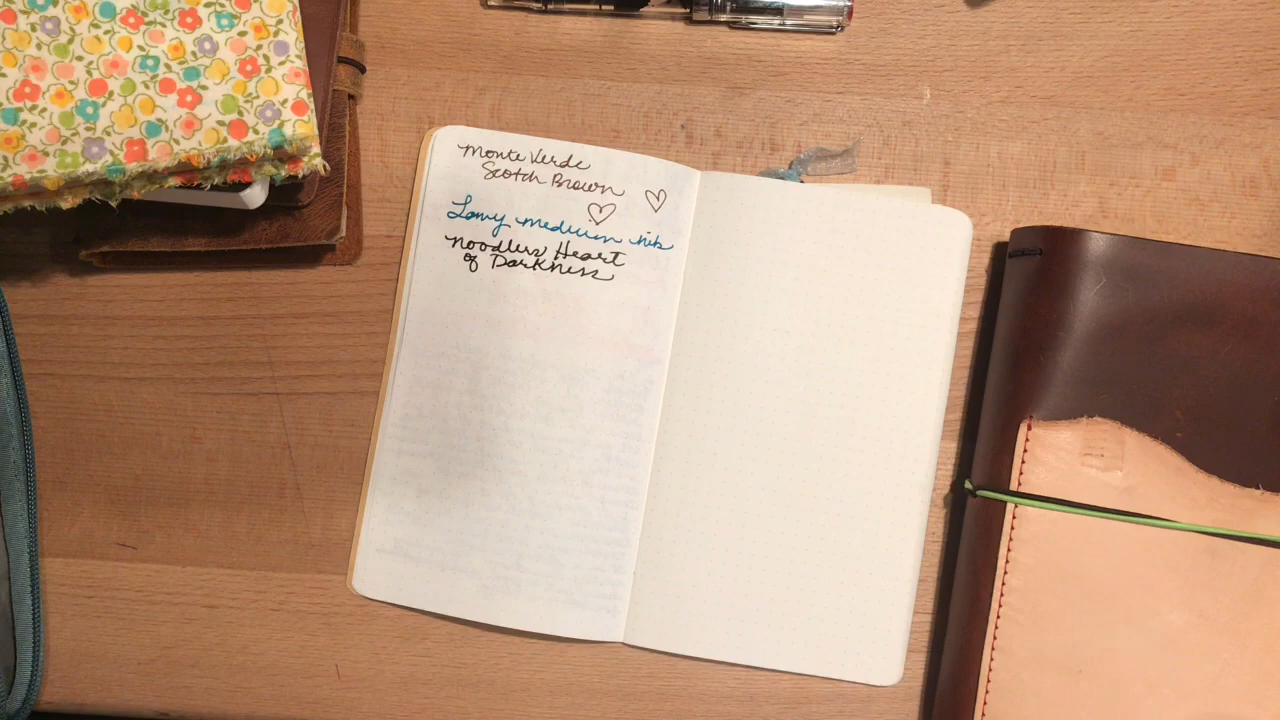 Monte Verde
Scotch Brown
Lamy medium nib
Noodlers Heart
of Darkness